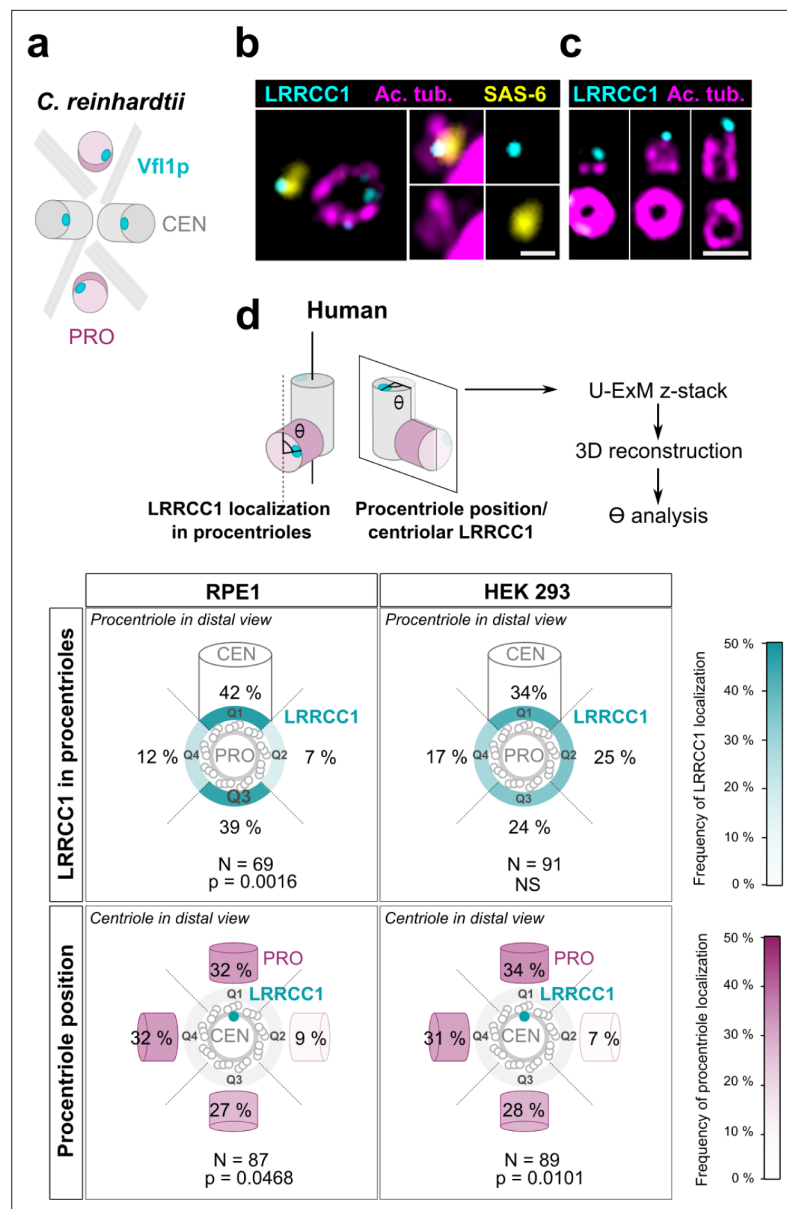 a
C. reinhardtii
Vfl1p
CEN
PRO
b
LRRCC1 Ac. tub. SAS-6
c
LRRCC1 Ac. tub.
d
Human
θ
θ
LRRCC1 localization
in procentrioles
Procentriole position/
centriolar LRRCC1
U-ExM z-stack
3D reconstruction
ϴ analysis
RPE1
HEK 293
LRRCC1 in procentrioles
Procentriole in distal view
CEN
42 %
Q1
LRRCC1
12 %
Q4
PRO
Q2
7 %
Q3
39 %
N = 69
p = 0.0016
Procentriole in distal view
CEN
34%
Q1
LRRCC1
17 %
Q4
PRO
Q2
25 %
Q3
24 %
N = 91
NS
Frequency of LRRCC1 localization
50 %
40 %
30 %
20 %
10 %
0 %
Procentriole position
Centriole in distal view
32 %
PRO
Q1
LRRCC1
32 %
Q4
CEN
Q2
9 %
Q3
27 %
N = 87
p = 0.0468
Centriole in distal view
34 %
PRO
Q1
LRRCC1
31 %
Q4
CEN
Q2
7 %
Q3
28 %
N = 89
p = 0.0101
Frequency of procentriole localization
50 %
40 %
30 %
20 %
10 %
0 %